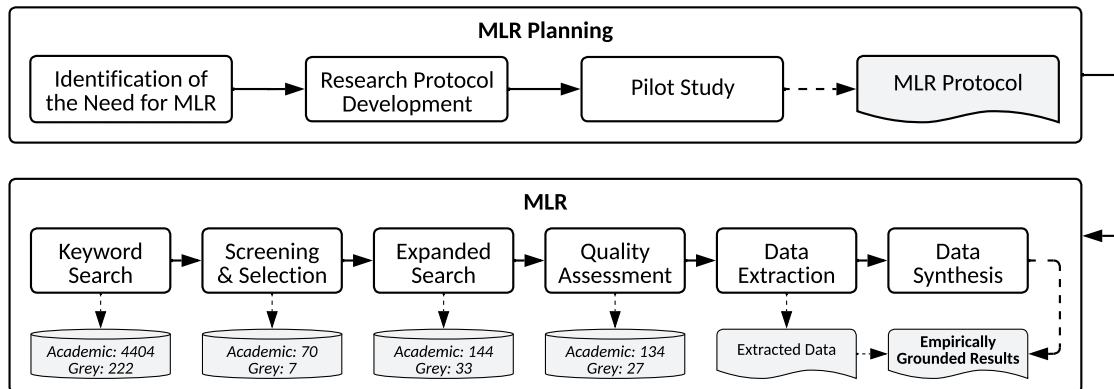 MLR Planning
Identification of
the Need for MLR
Research Protocol
Development
Pilot Study
MLR Protocol
MLR
Keyword
Search
Screening
& Selection
Expanded
Search
Quality
Assessment
Data
Extraction
Data
Synthesis
Academic: 4404
Grey: 222
Academic: 70
Grey: 7
Academic: 144
Grey: 33
Academic: 134
Grey: 27
Extracted Data
Empirically
Grounded Results